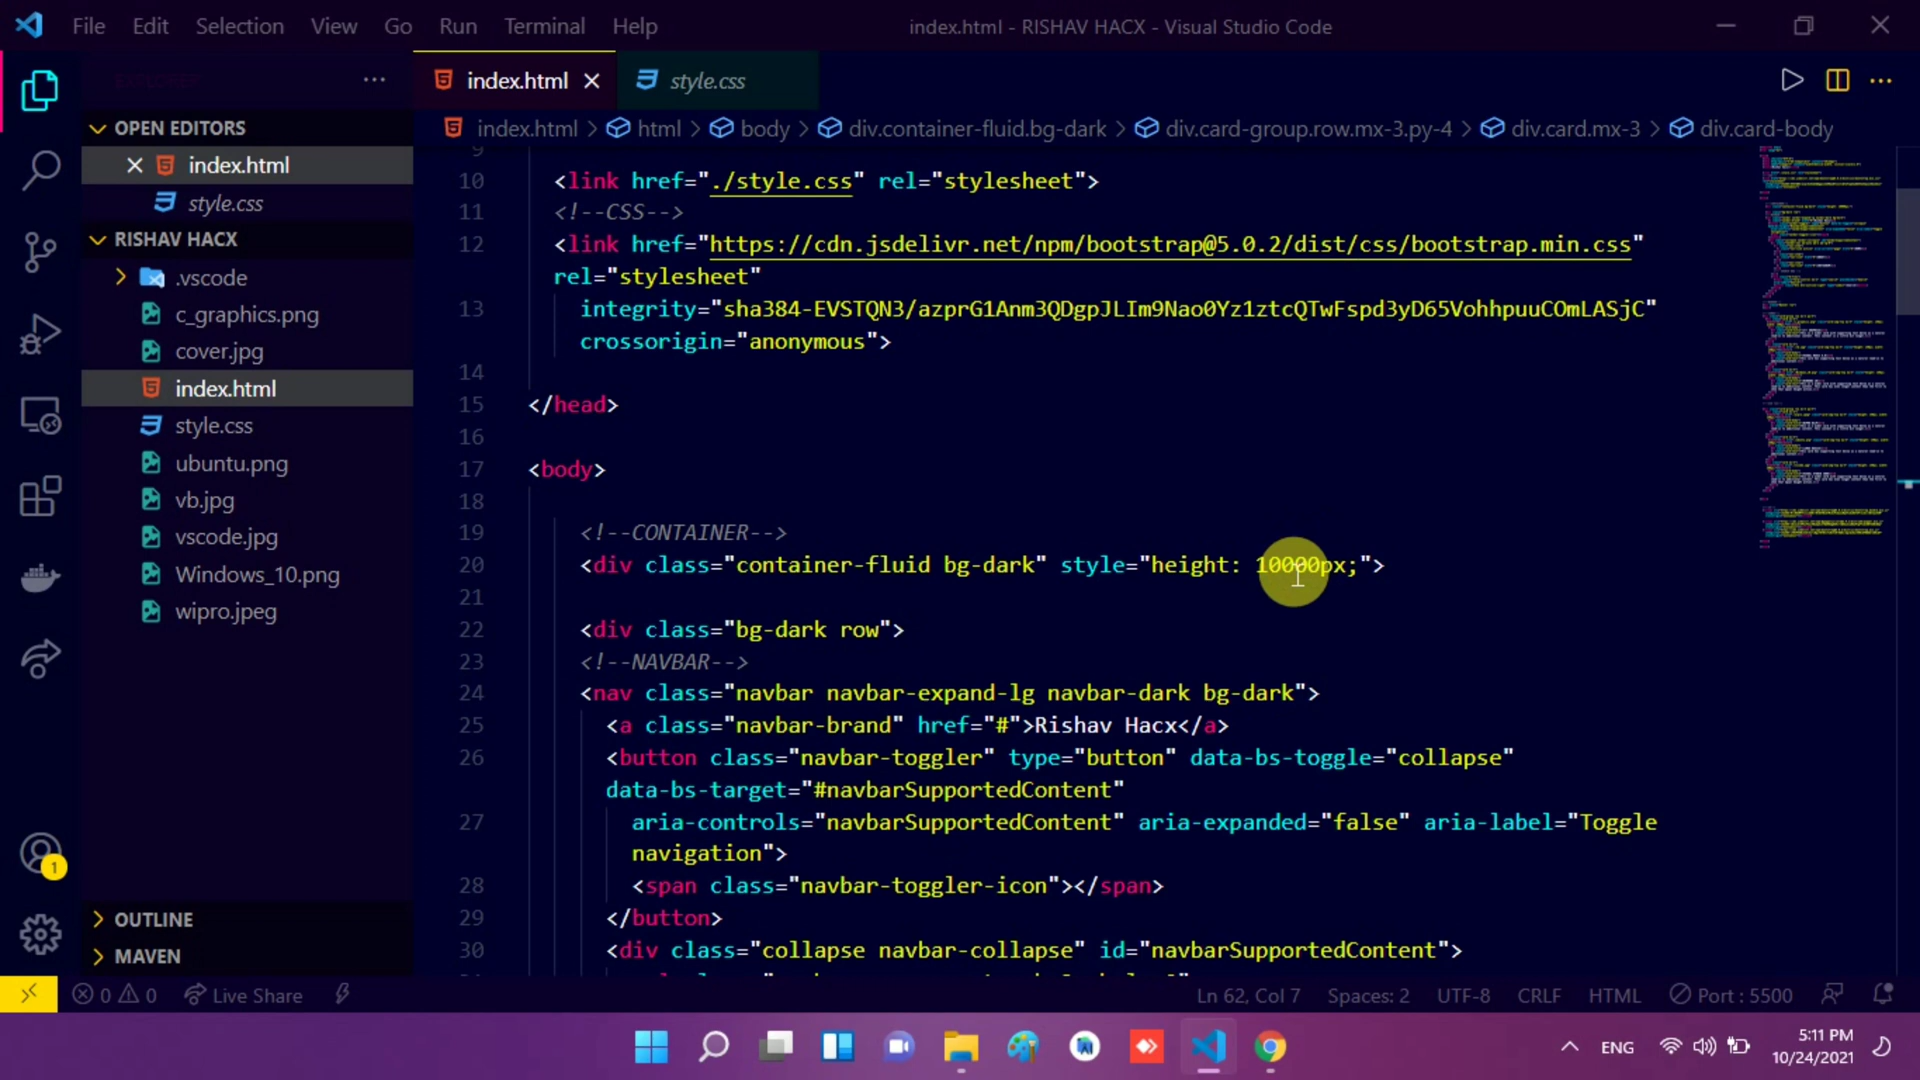 File Edit Selection View Go Run Terminal Help
index.html - RISHAV HACX - Visual Studio Code
EXPLORER
index.html
style.css
index.html > html > body > div.container-fluid.bg-dark > div.card-group.row.mx-3.py-4 > div.card.mx-3 > div.card-body
OPEN EDITORS
index.html
style.css
RISHAV HACX
.vscode
c_graphics.png
cover.jpg
index.html
style.css
ubuntu.png
vb.jpg
vscode.jpg
Windows_10.png
wipro.jpeg
OUTLINE
MAVEN
9
10 <link href="./style.css" rel="stylesheet">
11 <!--CSS-->
12 <link href="https://cdn.jsdelivr.net/npm/bootstrap@5.0.2/dist/css/bootstrap.min.css"
rel="stylesheet"
13 integrity="sha384-EVSTQN3/azprG1Anm3QDgpJLIm9Nao0Yz1ztcQTwFspd3yD65VohhpuuCOmLASjC"
crossorigin="anonymous">
14
15 </head>
16
17 <body>
18
19 <!--CONTAINER-->
20 <div class="container-fluid bg-dark" style="height: 10000px;">
21
22 <div class="bg-dark row">
23 <!--NAVBAR-->
24 <nav class="navbar navbar-expand-lg navbar-dark bg-dark">
25 <a class="navbar-brand" href="#">Rishav Hacx</a>
26 <button class="navbar-toggler" type="button" data-bs-toggle="collapse"
data-bs-target="#navbarSupportedContent"
27 aria-controls="navbarSupportedContent" aria-expanded="false" aria-label="Toggle
navigation">
28 <span class="navbar-toggler-icon"></span>
29 </button>
30 <div class="collapse navbar-collapse" id="navbarSupportedContent">
1
0 0 Live Share
Ln 62, Col 7 Spaces: 2 UTF-8 CRLF HTML Port : 5500
ENG
5:11 PM
10/24/2021